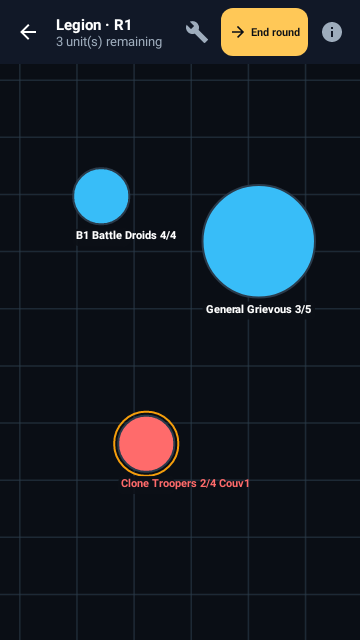 Legion · R1
3 unit(s) remaining
End round
B1 Battle Droids 4/4
General Grievous 3/5
Clone Troopers 2/4 Couv1